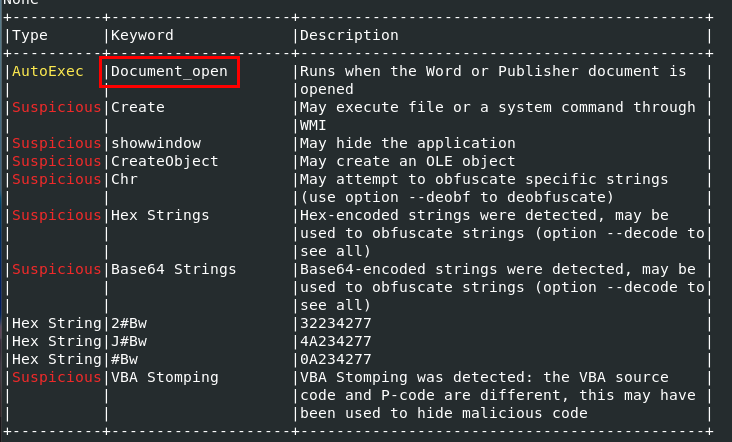 None
+----------+--------------------+---------------------------------------------+
|Type      |Keyword             |Description                                  |
+----------+--------------------+---------------------------------------------+
|AutoExec  |Document_open       |Runs when the Word or Publisher document is  |
|          |                    |opened                                       |
|Suspicious|Create              |May execute file or a system command through |
|          |                    |WMI                                          |
|Suspicious|showwindow          |May hide the application                     |
|Suspicious|CreateObject        |May create an OLE object                     |
|Suspicious|Chr                 |May attempt to obfuscate specific strings    |
|          |                    |(use option --deobf to deobfuscate)          |
|Suspicious|Hex Strings         |Hex-encoded strings were detected, may be    |
|          |                    |used to obfuscate strings (option --decode to|
|          |                    |see all)                                     |
|Suspicious|Base64 Strings      |Base64-encoded strings were detected, may be |
|          |                    |used to obfuscate strings (option --decode to|
|          |                    |see all)                                     |
|Hex String|2#Bw                |32234277                                     |
|Hex String|J#Bw                |4A234277                                     |
|Hex String|#Bw                 |0A234277                                     |
|Suspicious|VBA Stomping        |VBA Stomping was detected: the VBA source    |
|          |                    |code and P-code are different, this may have |
|          |                    |been used to hide malicious code             |
+----------+--------------------+---------------------------------------------+